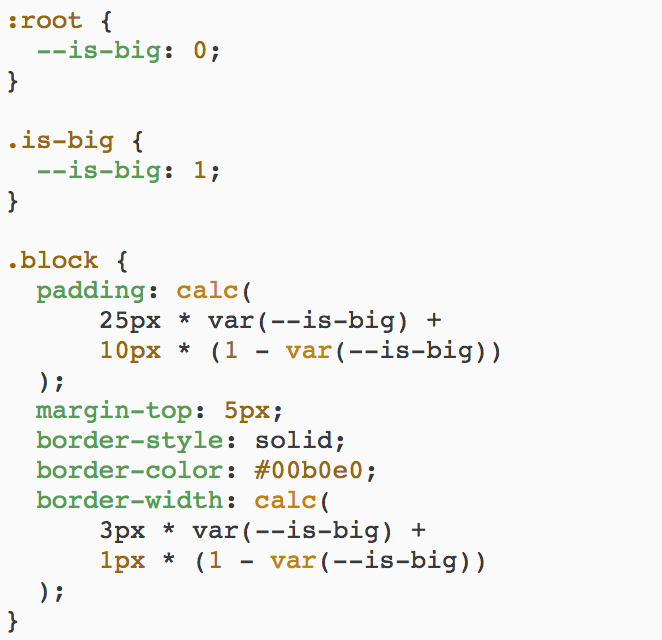 :root {
  --is-big: 0;
}

.is-big {
  --is-big: 1;
}

.block {
  padding: calc(
      25px * var(--is-big) +
      10px * (1 - var(--is-big))
  );
  margin-top: 5px;
  border-style: solid;
  border-color: #00b0e0;
  border-width: calc(
      3px * var(--is-big) +
      1px * (1 - var(--is-big))
  );
}